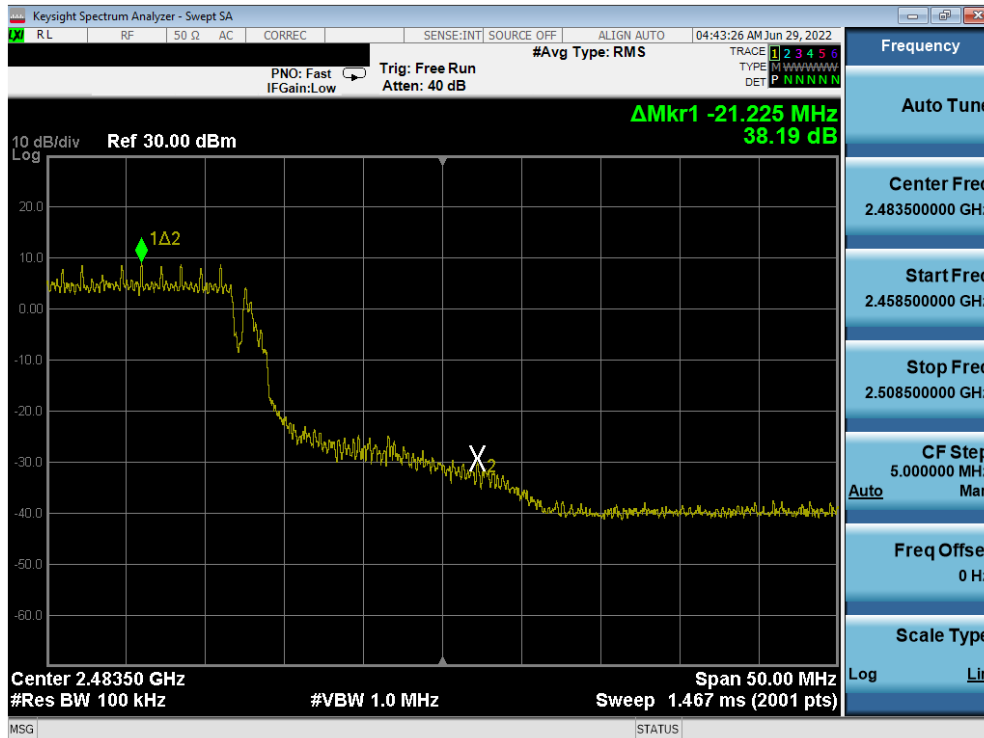 Keysight Spectrum Analyzer - Swept SA
LXI RL RF 50 Ω AC CORREC SENSE:INT SOURCE OFF ALIGN AUTO 04:43:26 AM Jun 29, 2022
#Avg Type: RMS TRACE 1 2 3 4 5 6
PNO: Fast Trig: Free Run TYPE M WWWWW
IFGain:Low Atten: 40 dB DET P N N N N N
ΔMkr1 -21.225 MHz
38.19 dB
10 dB/div Ref 30.00 dBm
Log
20.0
1Δ2
10.0
0.00
-10.0
-20.0
-30.0
2
-40.0
-50.0
-60.0
Center 2.48350 GHz Span 50.00 MHz
#Res BW 100 kHz #VBW 1.0 MHz Sweep 1.467 ms (2001 pts)
MSG STATUS
Frequency
Auto Tune
Center Freq
2.483500000 GHz
Start Freq
2.458500000 GHz
Stop Freq
2.508500000 GHz
CF Step
5.000000 MHz
Auto Man
Freq Offset
0 Hz
Scale Type
Log Lin